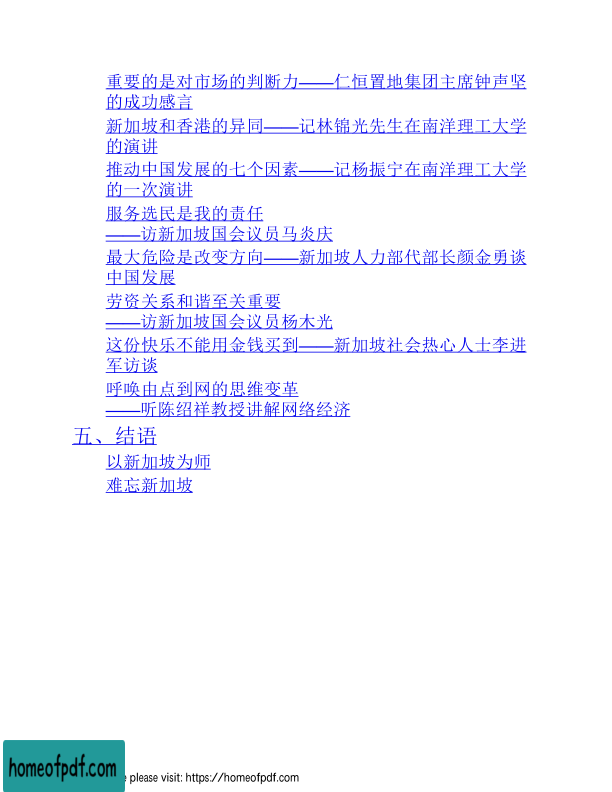 重要的是对市场的判断力——仁恒置地集团主席钟声坚
的成功感言
新加坡和香港的异同——记林锦光先生在南洋理工大学
的演讲
推动中国发展的七个因素——记杨振宁在南洋理工大学
的一次演讲
服务选民是我的责任
——访新加坡国会议员马炎庆
最大危险是改变方向——新加坡人力部代部长颜金勇谈
中国发展
劳资关系和谐至关重要
——访新加坡国会议员杨木光
这份快乐不能用金钱买到——新加坡社会热心人士李进
军访谈
呼唤由点到网的思维变革
——听陈绍祥教授讲解网络经济
五、结语
以新加坡为师
难忘新加坡
homeofpdf.com
please visit: https://homeofpdf.com